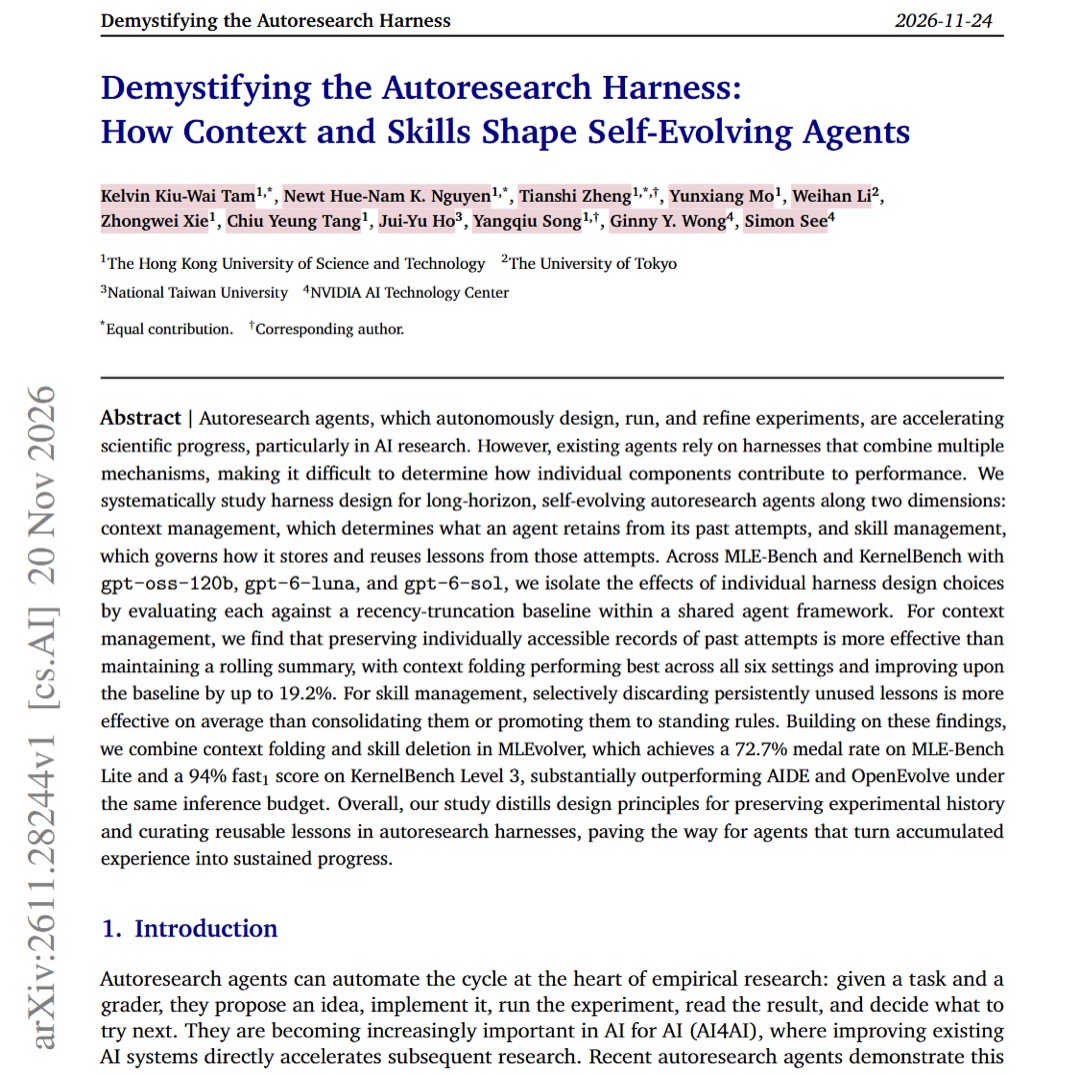 Demystifying the Autoresearch Harness 2026-11-24
Demystifying the Autoresearch Harness:
How Context and Skills Shape Self-Evolving Agents
Kelvin Kiu-Wai Tam1,*, Newt Hue-Nam K. Nguyen1,*, Tianshi Zheng1,*,†, Yunxiang Mo1, Weihan Li2,
Zhongwei Xie1, Chiu Yeung Tang1, Jui-Yu Ho3, Yangqiu Song1,†, Ginny Y. Wong4, Simon See4
1The Hong Kong University of Science and Technology 2The University of Tokyo
3National Taiwan University 4NVIDIA AI Technology Center
*Equal contribution. †Corresponding author.
Abstract | Autoresearch agents, which autonomously design, run, and refine experiments, are accelerating
scientific progress, particularly in AI research. However, existing agents rely on harnesses that combine multiple
mechanisms, making it difficult to determine how individual components contribute to performance. We
systematically study harness design for long-horizon, self-evolving autoresearch agents along two dimensions:
context management, which determines what an agent retains from its past attempts, and skill management,
which governs how it stores and reuses lessons from those attempts. Across MLE-Bench and KernelBench with
gpt-oss-120b, gpt-6-luna, and gpt-6-sol, we isolate the effects of individual harness design choices
by evaluating each against a recency-truncation baseline within a shared agent framework. For context
management, we find that preserving individually accessible records of past attempts is more effective than
maintaining a rolling summary, with context folding performing best across all six settings and improving upon
the baseline by up to 19.2%. For skill management, selectively discarding persistently unused lessons is more
effective on average than consolidating them or promoting them to standing rules. Building on these findings,
we combine context folding and skill deletion in MLEvolver, which achieves a 72.7% medal rate on MLE-Bench
Lite and a 94% fast1 score on KernelBench Level 3, substantially outperforming AIDE and OpenEvolve under
the same inference budget. Overall, our study distills design principles for preserving experimental history
and curating reusable lessons in autoresearch harnesses, paving the way for agents that turn accumulated
experience into sustained progress.
1. Introduction
Autoresearch agents can automate the cycle at the heart of empirical research: given a task and a
grader, they propose an idea, implement it, run the experiment, read the result, and decide what to
try next. They are becoming increasingly important in AI for AI (AI4AI), where improving existing
AI systems directly accelerates subsequent research. Recent autoresearch agents demonstrate this
arXiv:2611.28244v1 [cs.AI] 20 Nov 2026